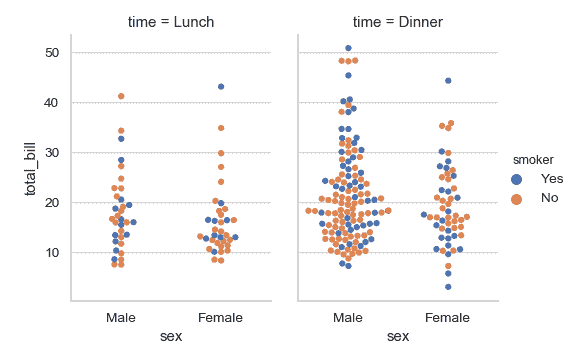 time = Lunch
time = Dinner
total_bill
50
40
30
20
10
Male
Female
Male
Female
sex
sex
smoker
Yes
No